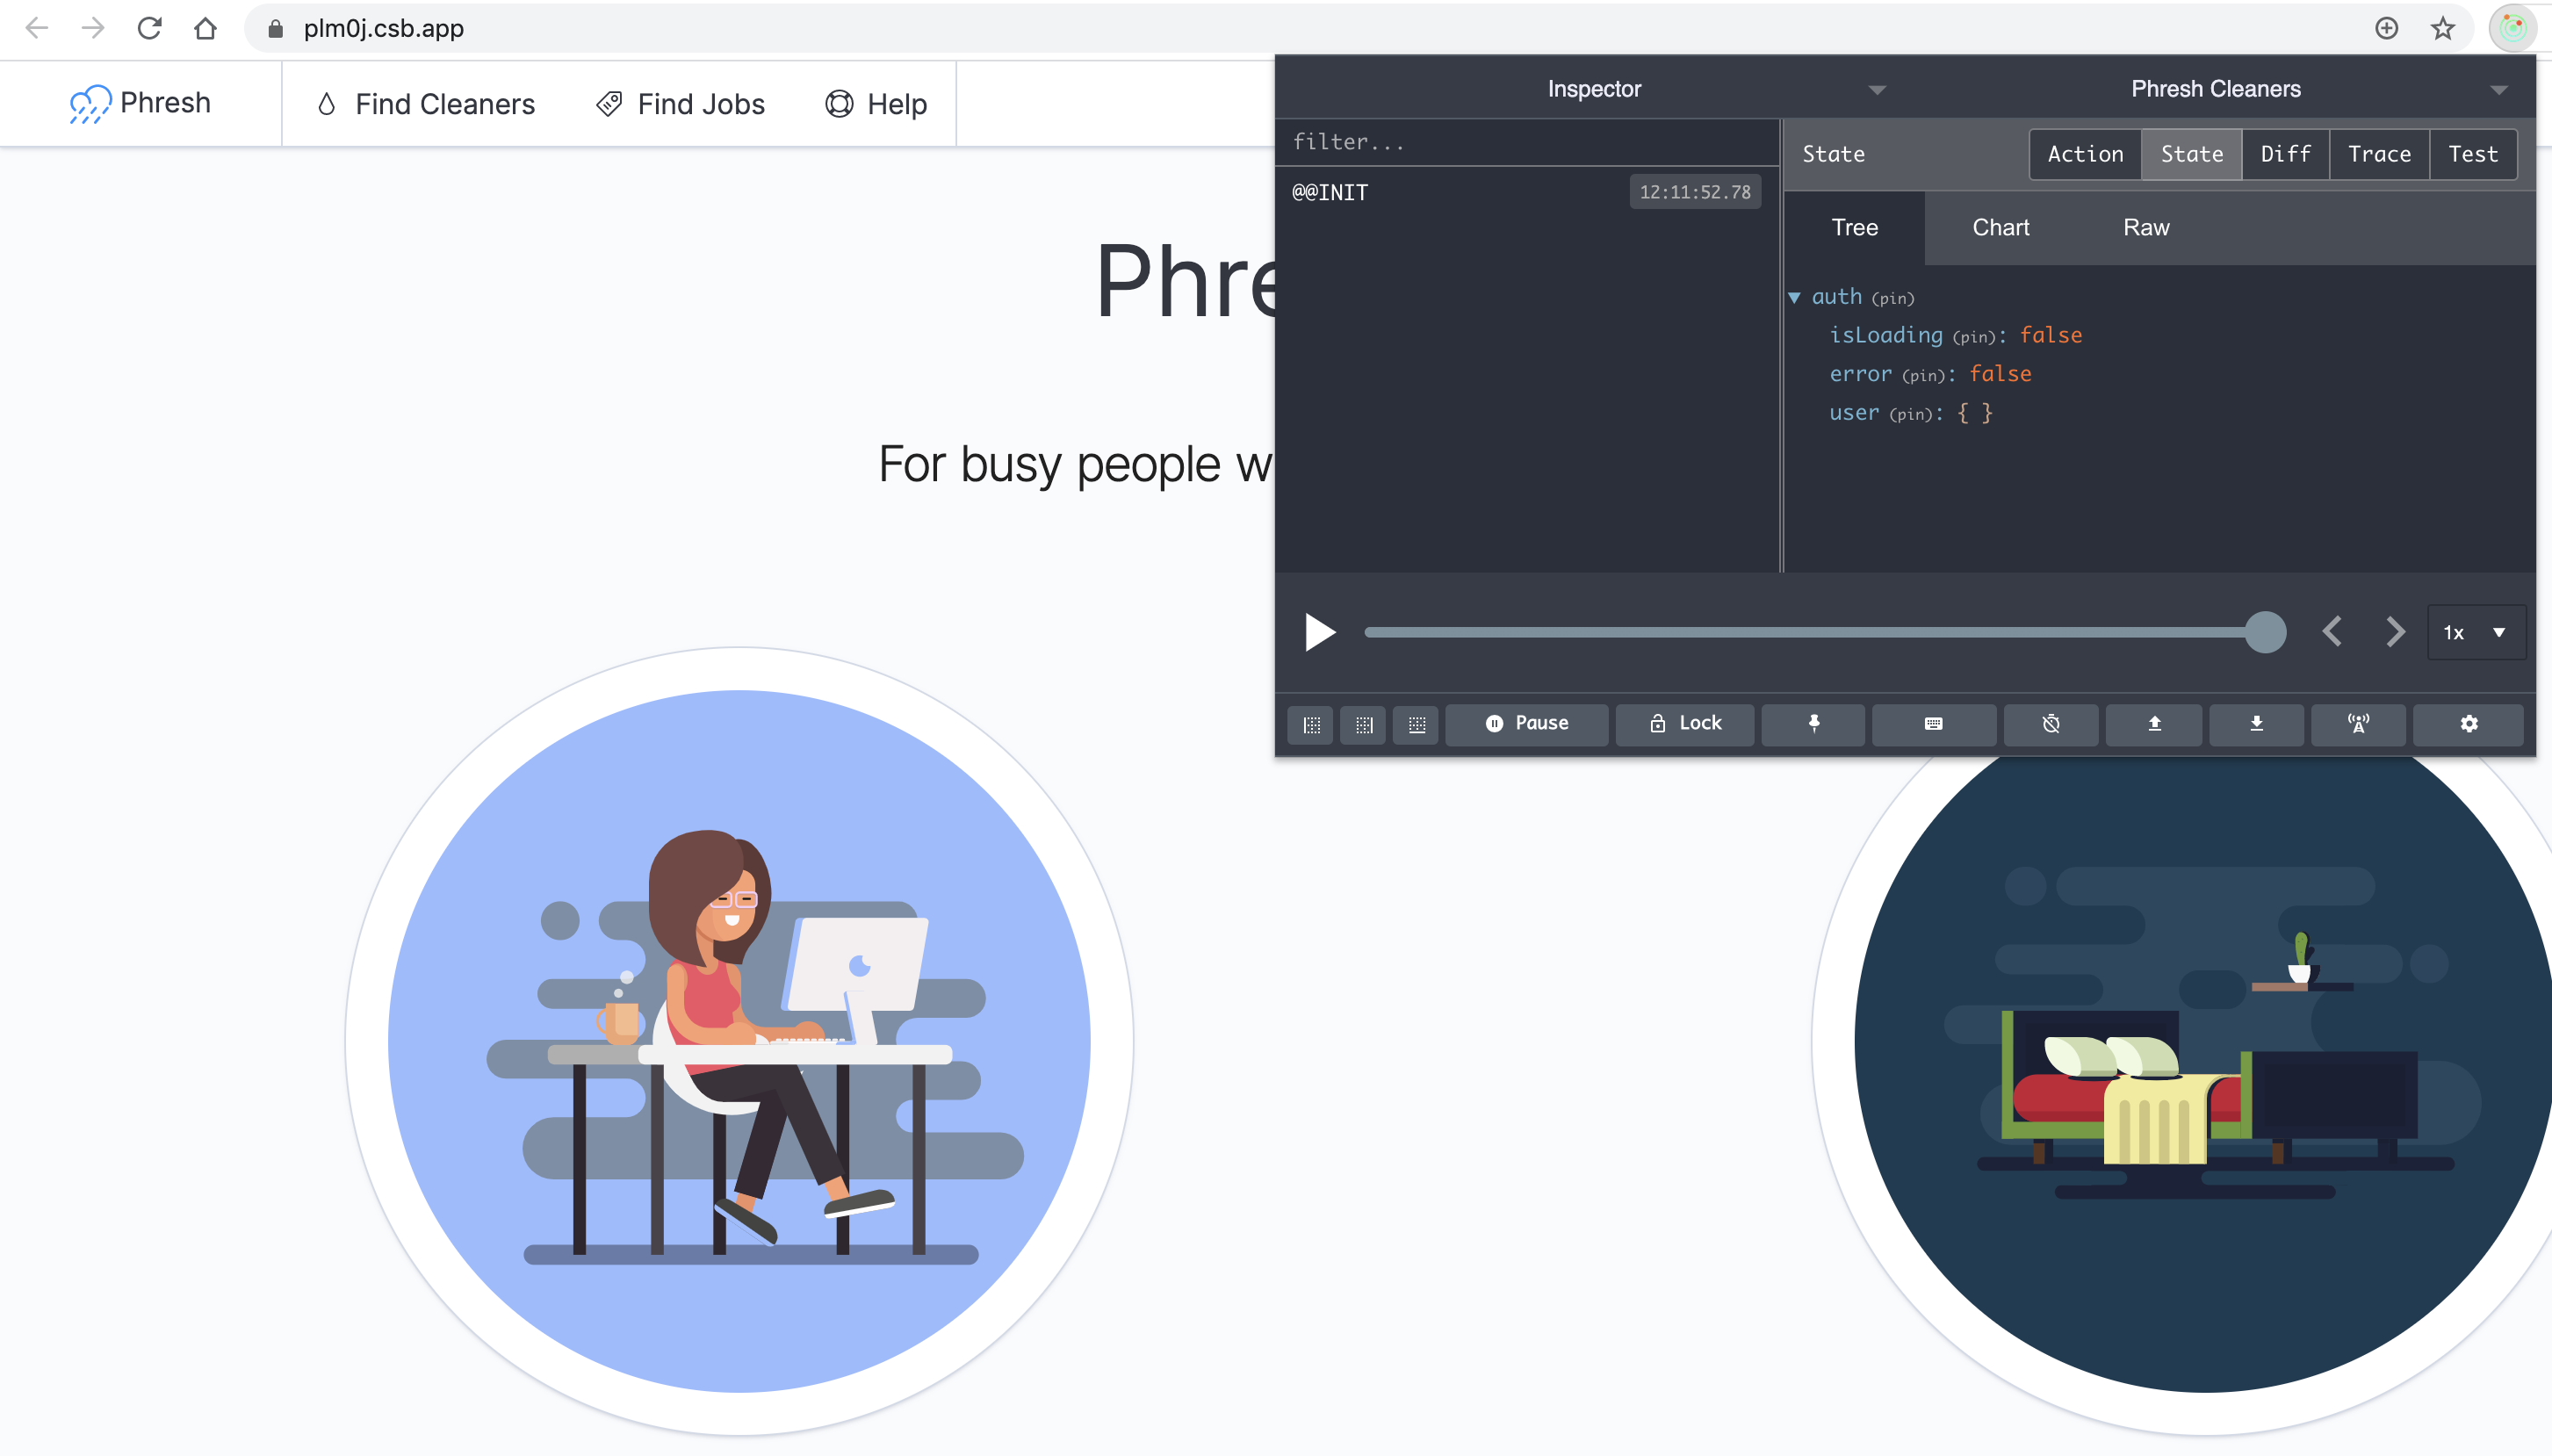 plm0j.csb.app
Phresh
Find Cleaners
Find Jobs
Help
Phre
For busy people w
Inspector
Phresh Cleaners
filter...
@@INIT
12:11:52.78
State
Action
State
Diff
Trace
Test
Tree
Chart
Raw
auth (pin)
isLoading (pin): false
error (pin): false
user (pin): { }
1x
Pause
Lock